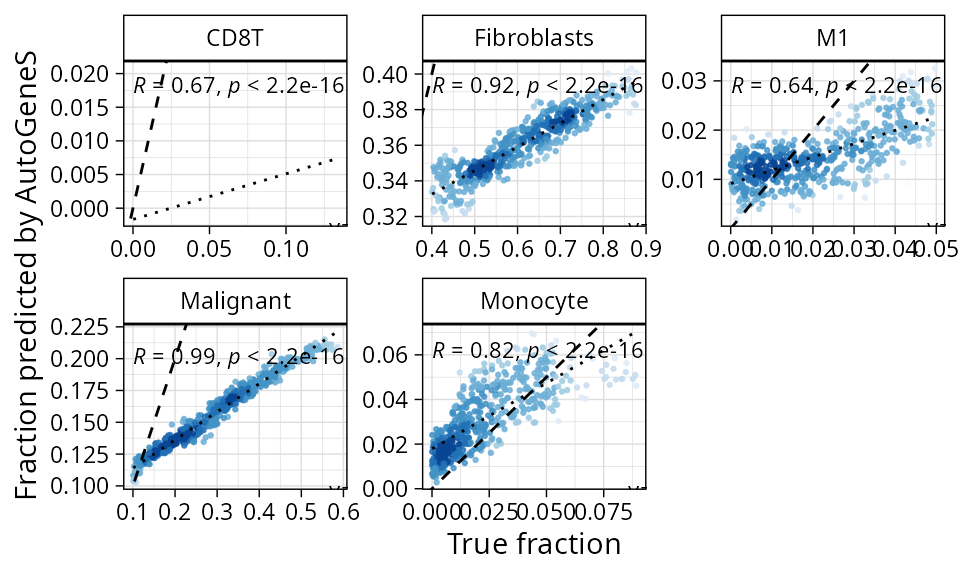 Fraction predicted by AutoGeneS
CD8T
R = 0.67, p < 2.2e-16
0.020
0.015
0.010
0.005
0.000
0.00 0.05 0.10
Fibroblasts
R = 0.92, p < 2.2e-16
0.40
0.38
0.36
0.34
0.32
0.4 0.5 0.6 0.7 0.8 0.9
M1
R = 0.64, p < 2.2e-16
0.03
0.02
0.01
0.00 0.01 0.02 0.03 0.04 0.05
Malignant
R = 0.99, p < 2.2e-16
0.225
0.200
0.175
0.150
0.125
0.100
0.1 0.2 0.3 0.4 0.5 0.6
Monocyte
R = 0.82, p < 2.2e-16
0.06
0.04
0.02
0.00
0.000 0.025 0.050 0.075
True fraction